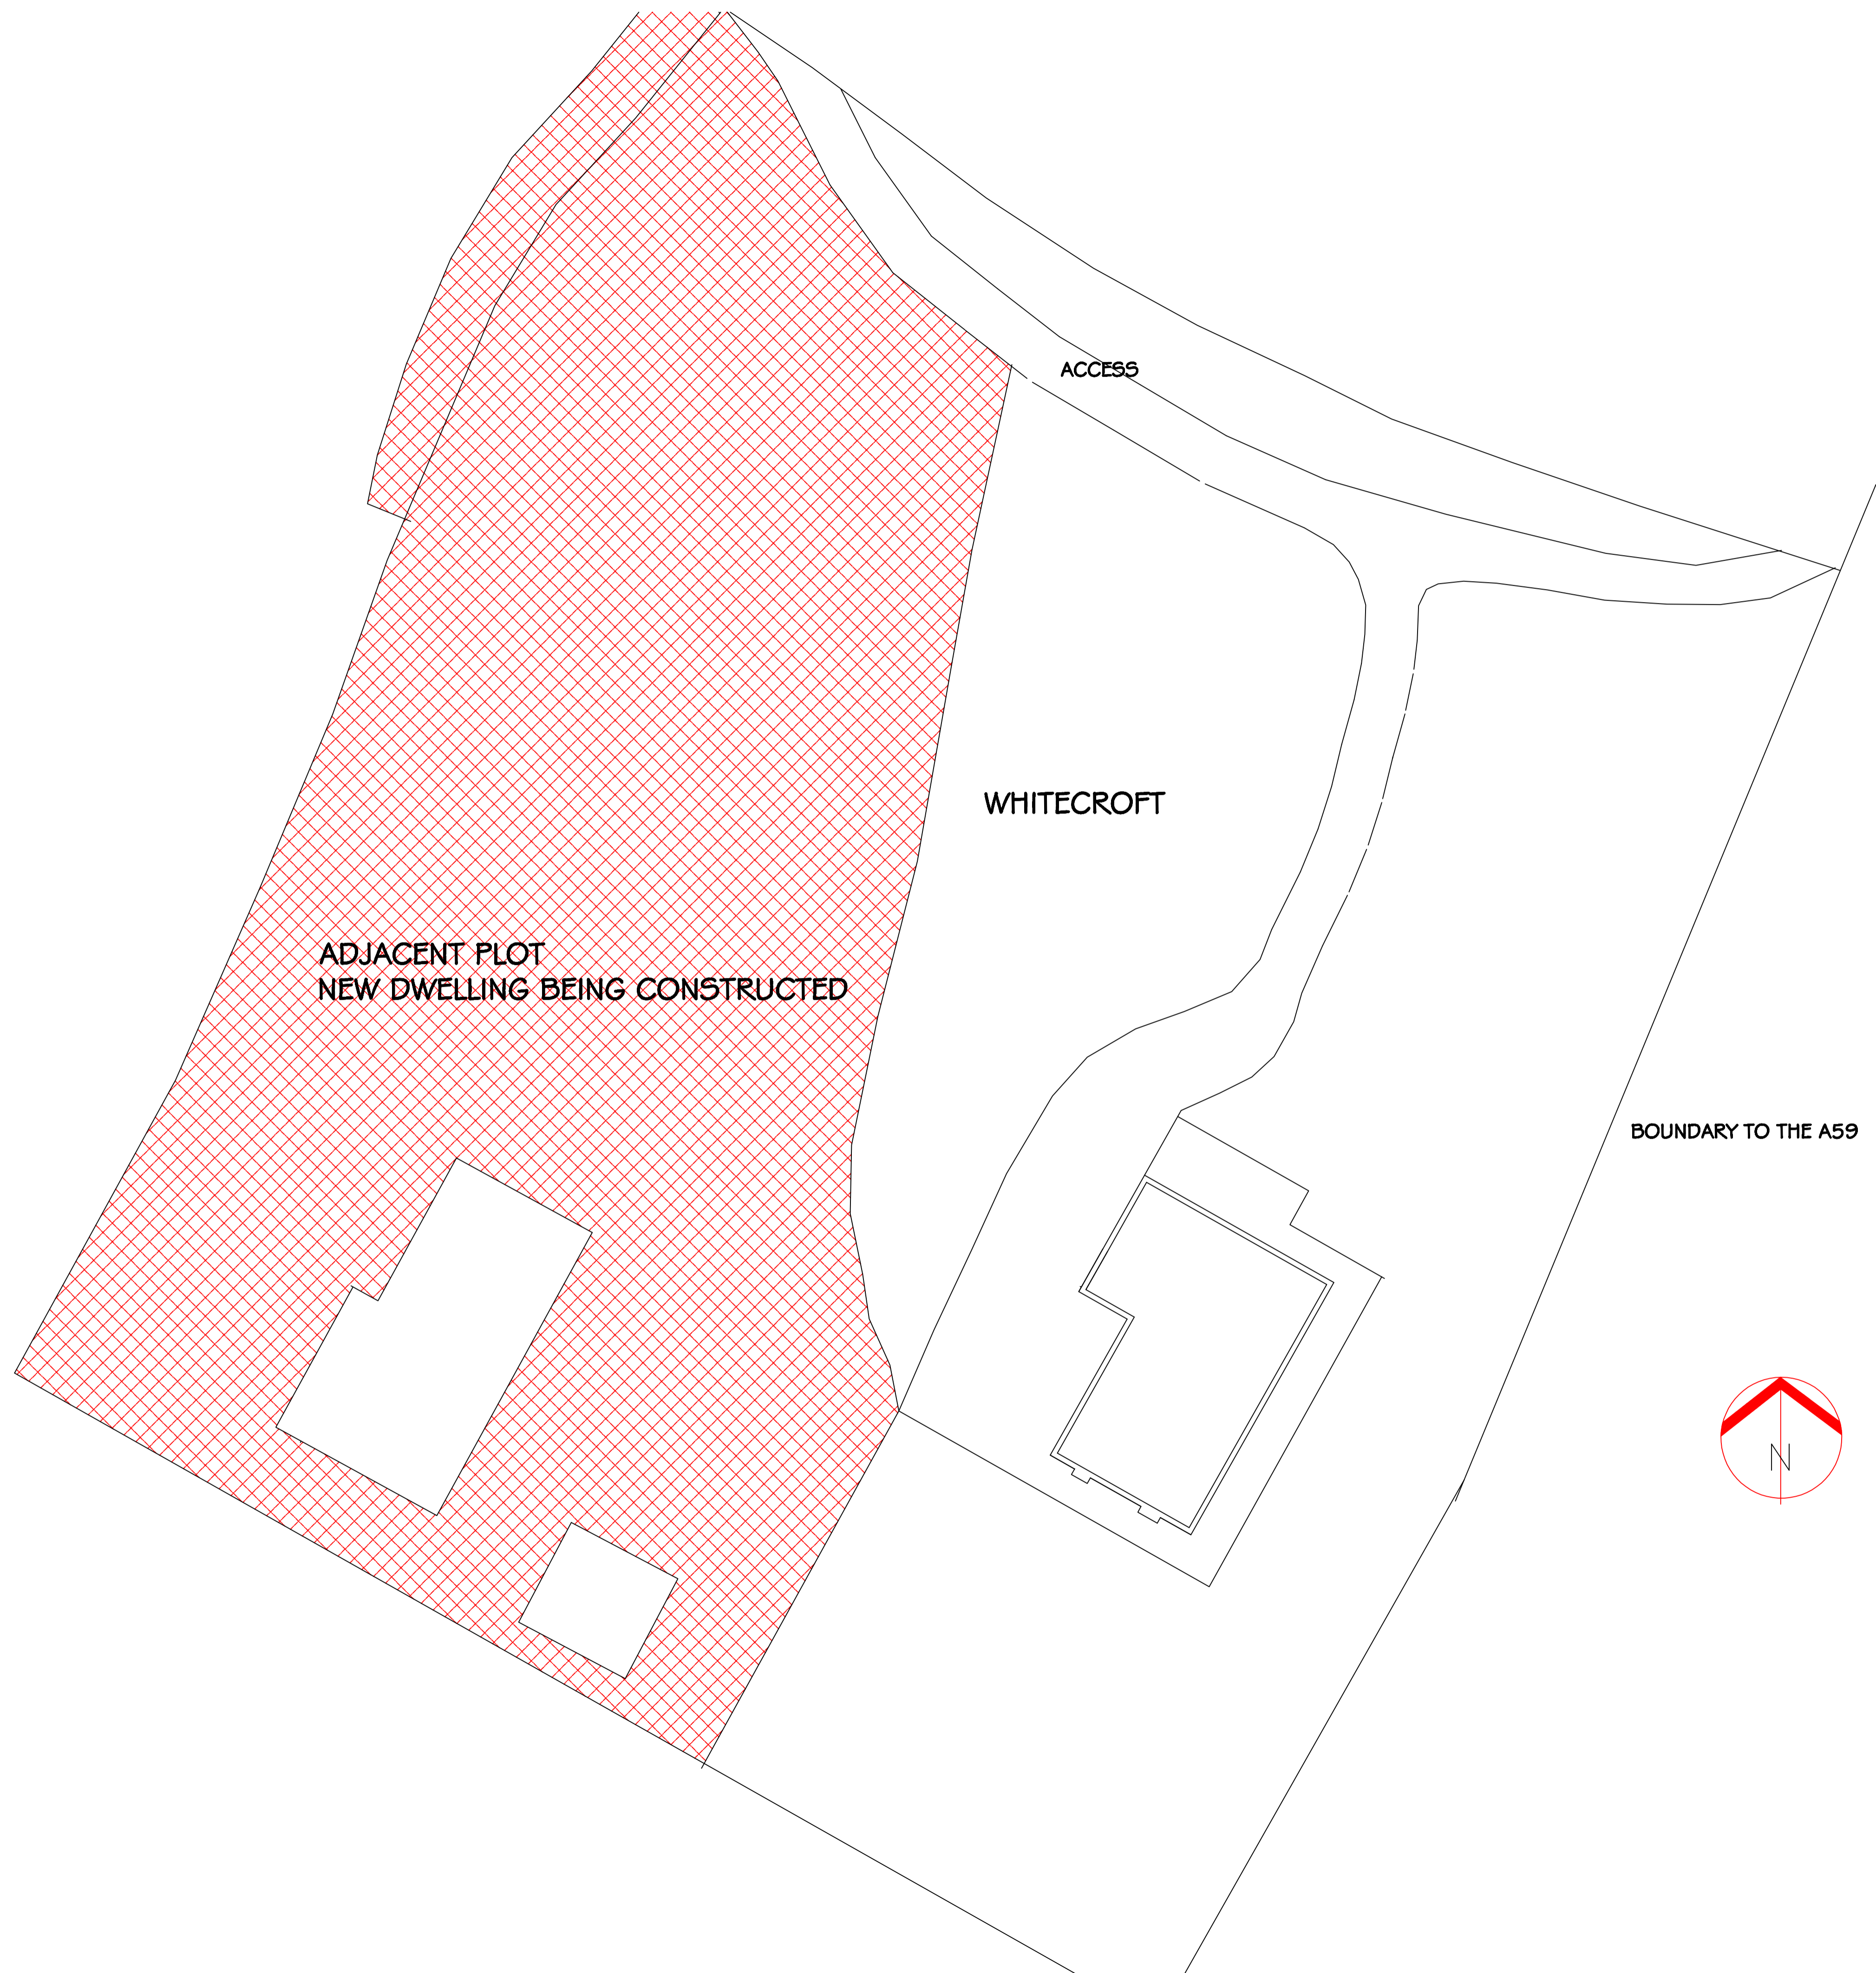 ACCESS
WHITECROFT
ADJACENT PLOT
NEW DWELLING BEING CONSTRUCTED
BOUNDARY TO THE A59
N